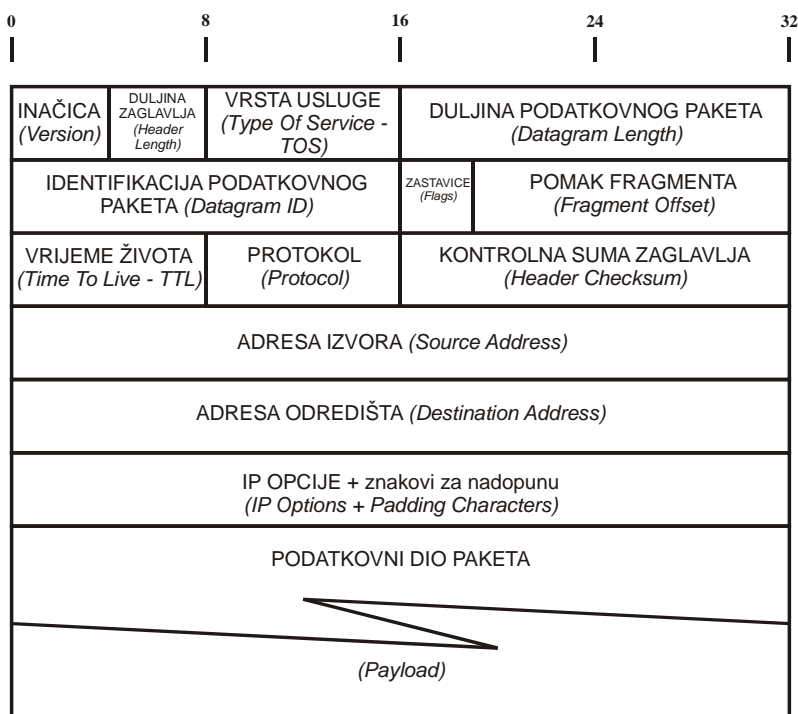 0 8 16 24 32
INAČICA
(Version)
DULJINA
ZAGLAVLJA
(Header
Length)
VRSTA USLUGE
(Type Of Service -
TOS)
DULJINA PODATKOVNOG PAKETA
(Datagram Length)
IDENTIFIKACIJA PODATKOVNOG
PAKETA (Datagram ID)
ZASTAVICE
(Flags)
POMAK FRAGMENTA
(Fragment Offset)
VRIJEME ŽIVOTA
(Time To Live - TTL)
PROTOKOL
(Protocol)
KONTROLNA SUMA ZAGLAVLJA
(Header Checksum)
ADRESA IZVORA (Source Address)
ADRESA ODREDIŠTA (Destination Address)
IP OPCIJE + znakovi za nadopunu
(IP Options + Padding Characters)
PODATKOVNI DIO PAKETA
(Payload)